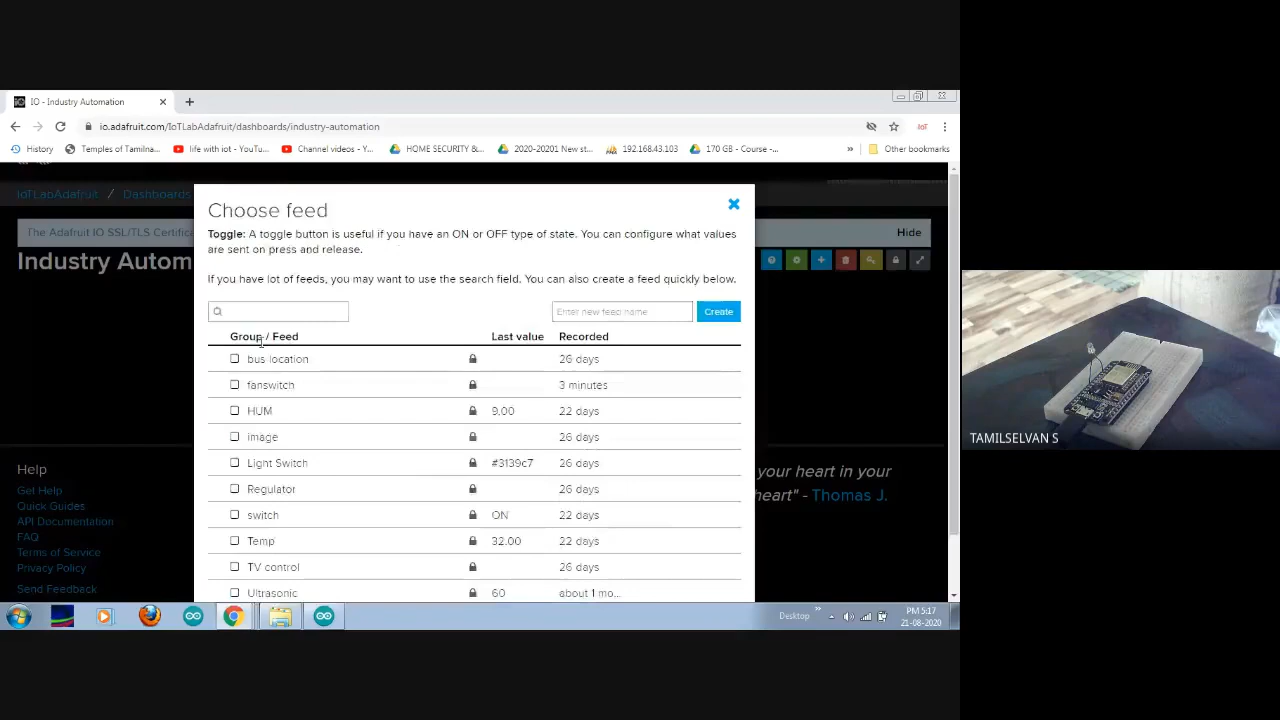 IO - Industry Automation
io.adafruit.com/IoTLabAdafruit/dashboards/industry-automation
History
Temples of Tamilna...
life with iot - YouTu...
Channel videos - Y...
HOME SECURITY &...
2020-20201 New st...
192.168.43.103
170 GB - Course -...
Other bookmarks
IoTLabAdafruit / Dashboards
The Adafruit IO SSL/TLS Certific
Hide
Industry Autom
Choose feed
Toggle: A toggle button is useful if you have an ON or OFF type of state. You can configure what values
are sent on press and release.
If you have lot of feeds, you may want to use the search field. You can also create a feed quickly below.
Enter new feed name
Create
Group / Feed Last value Recorded
bus-location 26 days
fanswitch 3 minutes
HUM 9.00 22 days
image 26 days
Light Switch #3139c7 26 days
Regulator 26 days
switch ON 22 days
Temp 32.00 22 days
TV control 26 days
Ultrasonic 60 about 1 mo...
Help
Get Help
Quick Guides
API Documentation
FAQ
Terms of Service
Privacy Policy
Send Feedback
your heart in your
heart" - Thomas J.
Desktop
PM 5:17
21-08-2020
TAMILSELVAN S